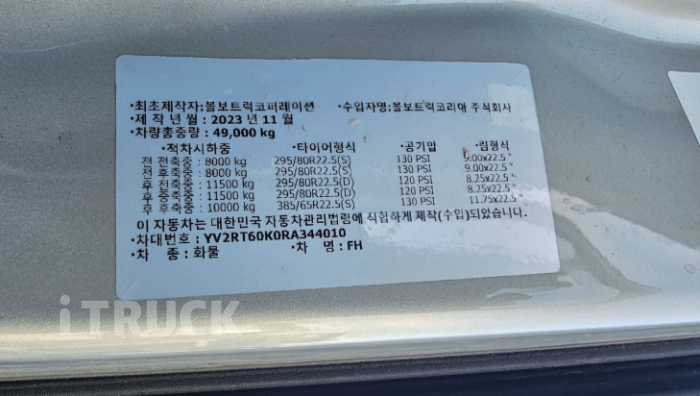 ·최초제작자:볼보트럭코퍼레이션 ·수입자명:볼보트럭코리아 주식회사
·제 작 년 월 : 2023 년 11 월
·차량총중량 : 49,000 kg
·적차시하중 ·타이어형식 ·공기압 ·림형식
전 전축중 : 8000 kg 295/80R22.5(S) 130 PSI 9.00x22.5 "
전 후축중 : 8000 kg 295/80R22.5(S) 130 PSI 9.00x22.5 "
후 전축중 : 11500 kg 295/80R22.5(D) 120 PSI 8.25x22.5 "
후 중축중 : 11500 kg 295/80R22.5(D) 120 PSI 8.25x22.5 "
후 후축중 : 10000 kg 385/65R22.5(S) 130 PSI 11.75x22.5 "
이 자동차는 대한민국 자동차관리법령에 적합하게 제작(수입)되었습니다.
·차대번호 : YV2RT60K0RA344010
·차 종 : 화물 ·차 명 : FH
iTRUCK